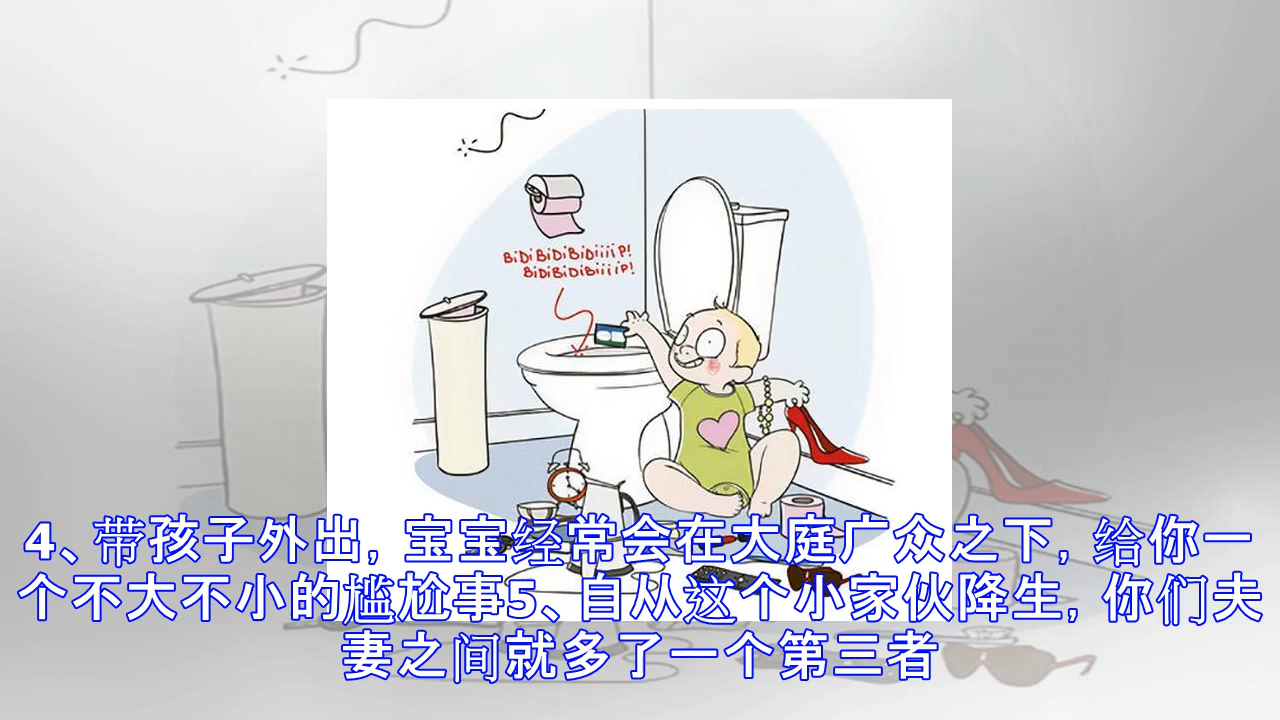 BiDiBiDiBiDiiiiP!
BiDiBiDiBiiiiP!
4、带孩子外出，宝宝经常会在大庭广众之下，给你一
个不大不小的尴尬事5、自从这个小家伙降生，你们夫
妻之间就多了一个第三者